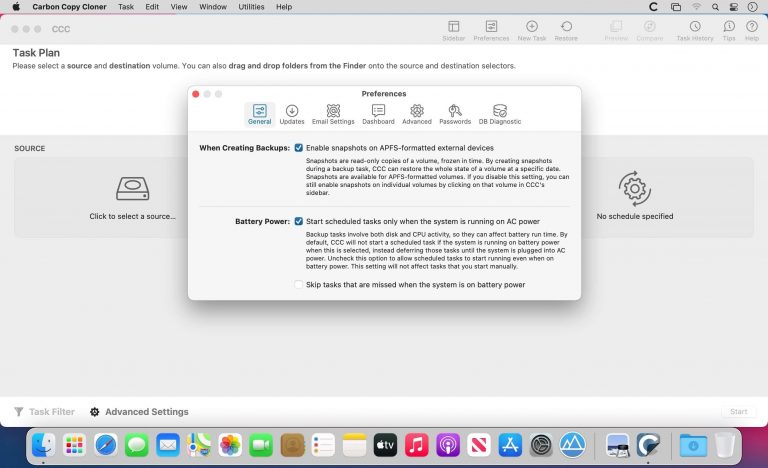 Carbon Copy Cloner Task Edit View Window Utilities Help
CCC
Sidebar Preferences New Task Restore Preview Compare Task History Tips Help
Task Plan
Please select a source and destination volume. You can also drag and drop folders from the Finder onto the source and destination selectors.
Preferences
General Updates Email Settings Dashboard Advanced Passwords DB Diagnostic
SOURCE
Click to select a source...
When Creating Backups: Enable snapshots on APFS-formatted external devices
Snapshots are read-only copies of a volume, frozen in time. By creating snapshots
during a backup task, CCC can restore the whole state of a volume at a specific date.
Snapshots are available for APFS-formatted volumes. If you disable this setting, you can
still enable snapshots on individual volumes by clicking on that volume in CCC's
sidebar.
Battery Power: Start scheduled tasks only when the system is running on AC power
Backup tasks involve both disk and CPU activity, so they can affect battery run time. By
default, CCC will not start a scheduled task if the system is running on battery power
when this is selected, instead deferring those tasks until the system is plugged into AC
power. Uncheck this option to allow scheduled tasks to start running even when on
battery power. This setting will not affect tasks that you start manually.
Skip tasks that are missed when the system is on battery power
No schedule specified
Task Filter Advanced Settings Start
tv